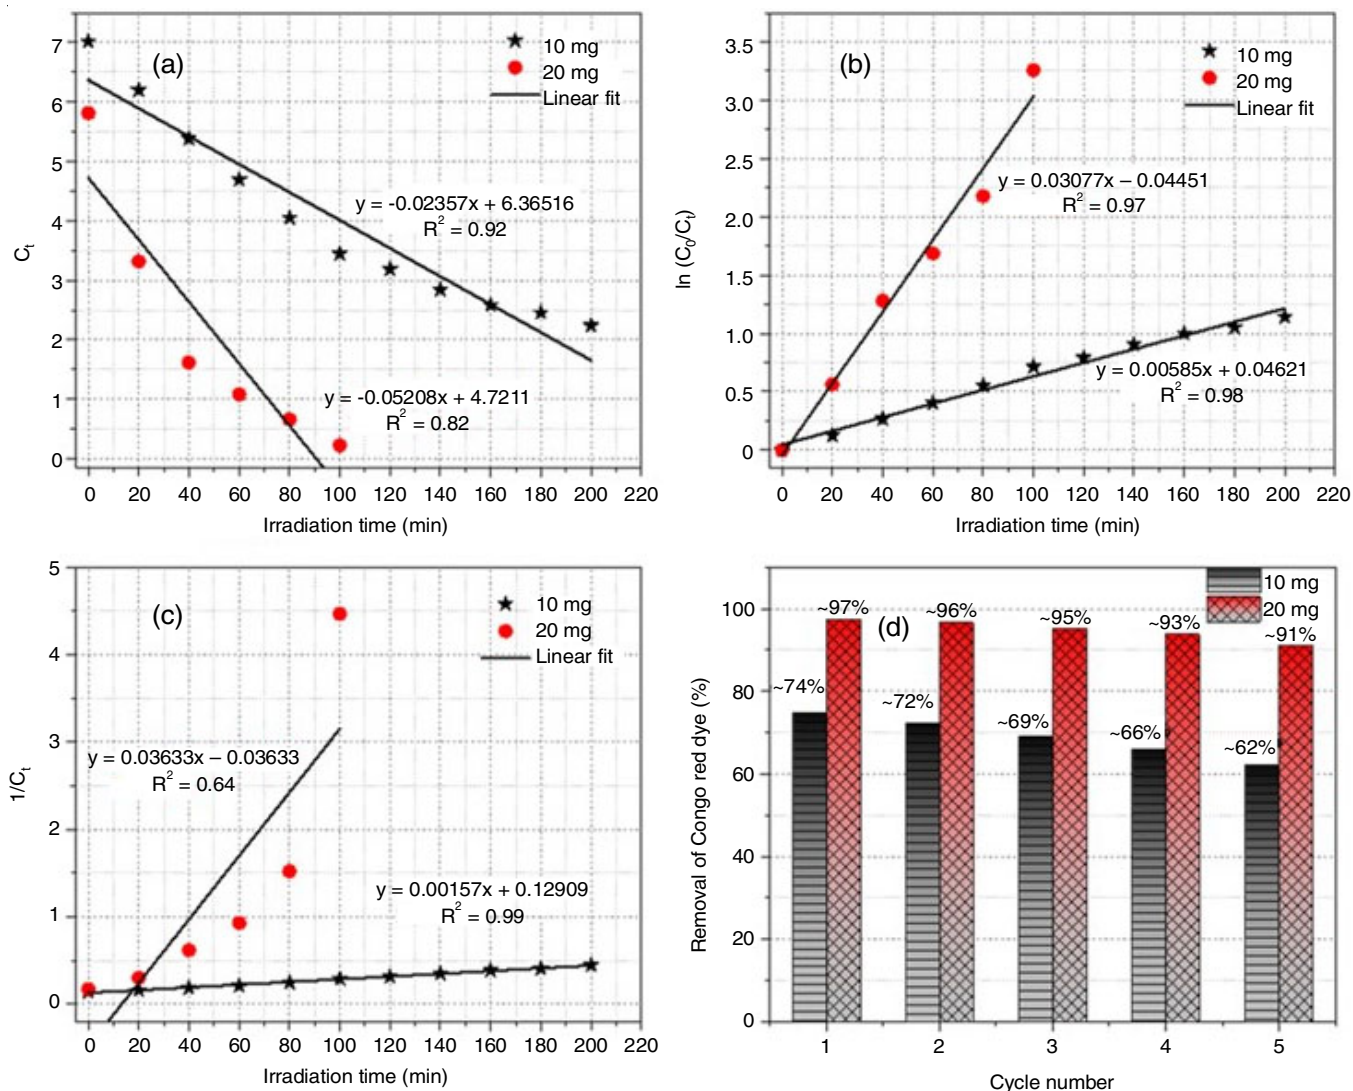 (a)
10 mg
20 mg
Linear fit
7
6
5
4
3
2
1
0
C_t
y = -0.02357x + 6.36516
R² = 0.92
y = -0.05208x + 4.7211
R² = 0.82
0 20 40 60 80 100 120 140 160 180 200 220
Irradiation time (min)
(b)
10 mg
20 mg
Linear fit
3.5
3.0
2.5
2.0
1.5
1.0
0.5
0
ln (C₀/C_t)
y = 0.03077x – 0.04451
R² = 0.97
y = 0.00585x + 0.04621
R² = 0.98
0 20 40 60 80 100 120 140 160 180 200 220
Irradiation time (min)
(c)
10 mg
20 mg
Linear fit
5
4
3
2
1
0
1/C_t
y = 0.03633x – 0.03633
R² = 0.64
y = 0.00157x + 0.12909
R² = 0.99
0 20 40 60 80 100 120 140 160 180 200 220
Irradiation time (min)
(d)
10 mg
20 mg
100
80
60
40
20
0
Removal of Congo red dye (%)
~97%
~96%
~95%
~93%
~91%
~74%
~72%
~69%
~66%
~62%
1 2 3 4 5
Cycle number